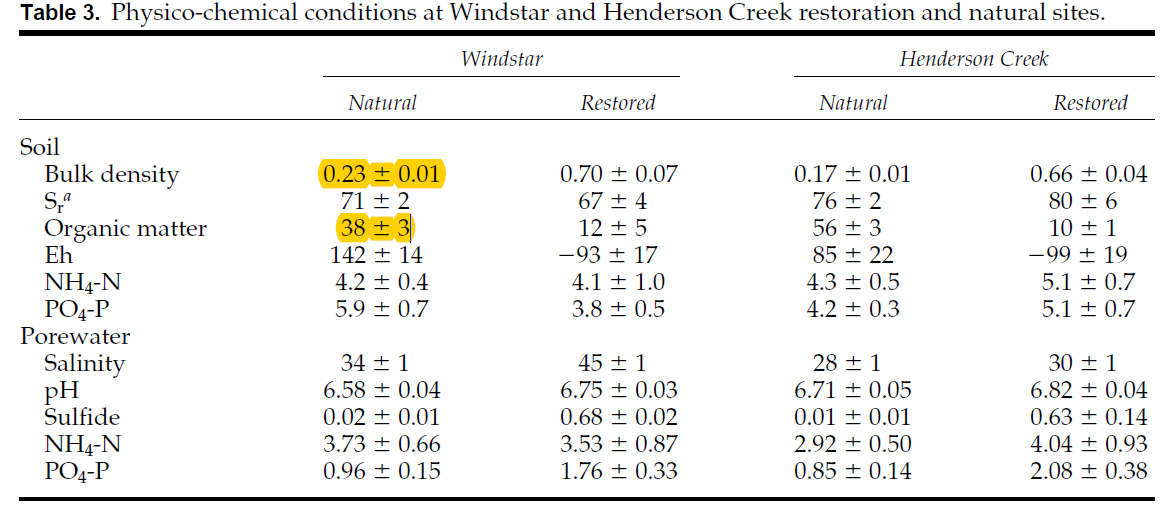 Table 3. Physico-chemical conditions at Windstar and Henderson Creek restoration and natural sites.
Windstar Henderson Creek
Natural Restored Natural Restored
Soil
Bulk density 0.23 ± 0.01 0.70 ± 0.07 0.17 ± 0.01 0.66 ± 0.04
Sr^a 71 ± 2 67 ± 4 76 ± 2 80 ± 6
Organic matter 38 ± 3 12 ± 5 56 ± 3 10 ± 1
Eh 142 ± 14 −93 ± 17 85 ± 22 −99 ± 19
NH4-N 4.2 ± 0.4 4.1 ± 1.0 4.3 ± 0.5 5.1 ± 0.7
PO4-P 5.9 ± 0.7 3.8 ± 0.5 4.2 ± 0.3 5.1 ± 0.7
Porewater
Salinity 34 ± 1 45 ± 1 28 ± 1 30 ± 1
pH 6.58 ± 0.04 6.75 ± 0.03 6.71 ± 0.05 6.82 ± 0.04
Sulfide 0.02 ± 0.01 0.68 ± 0.02 0.01 ± 0.01 0.63 ± 0.14
NH4-N 3.73 ± 0.66 3.53 ± 0.87 2.92 ± 0.50 4.04 ± 0.93
PO4-P 0.96 ± 0.15 1.76 ± 0.33 0.85 ± 0.14 2.08 ± 0.38